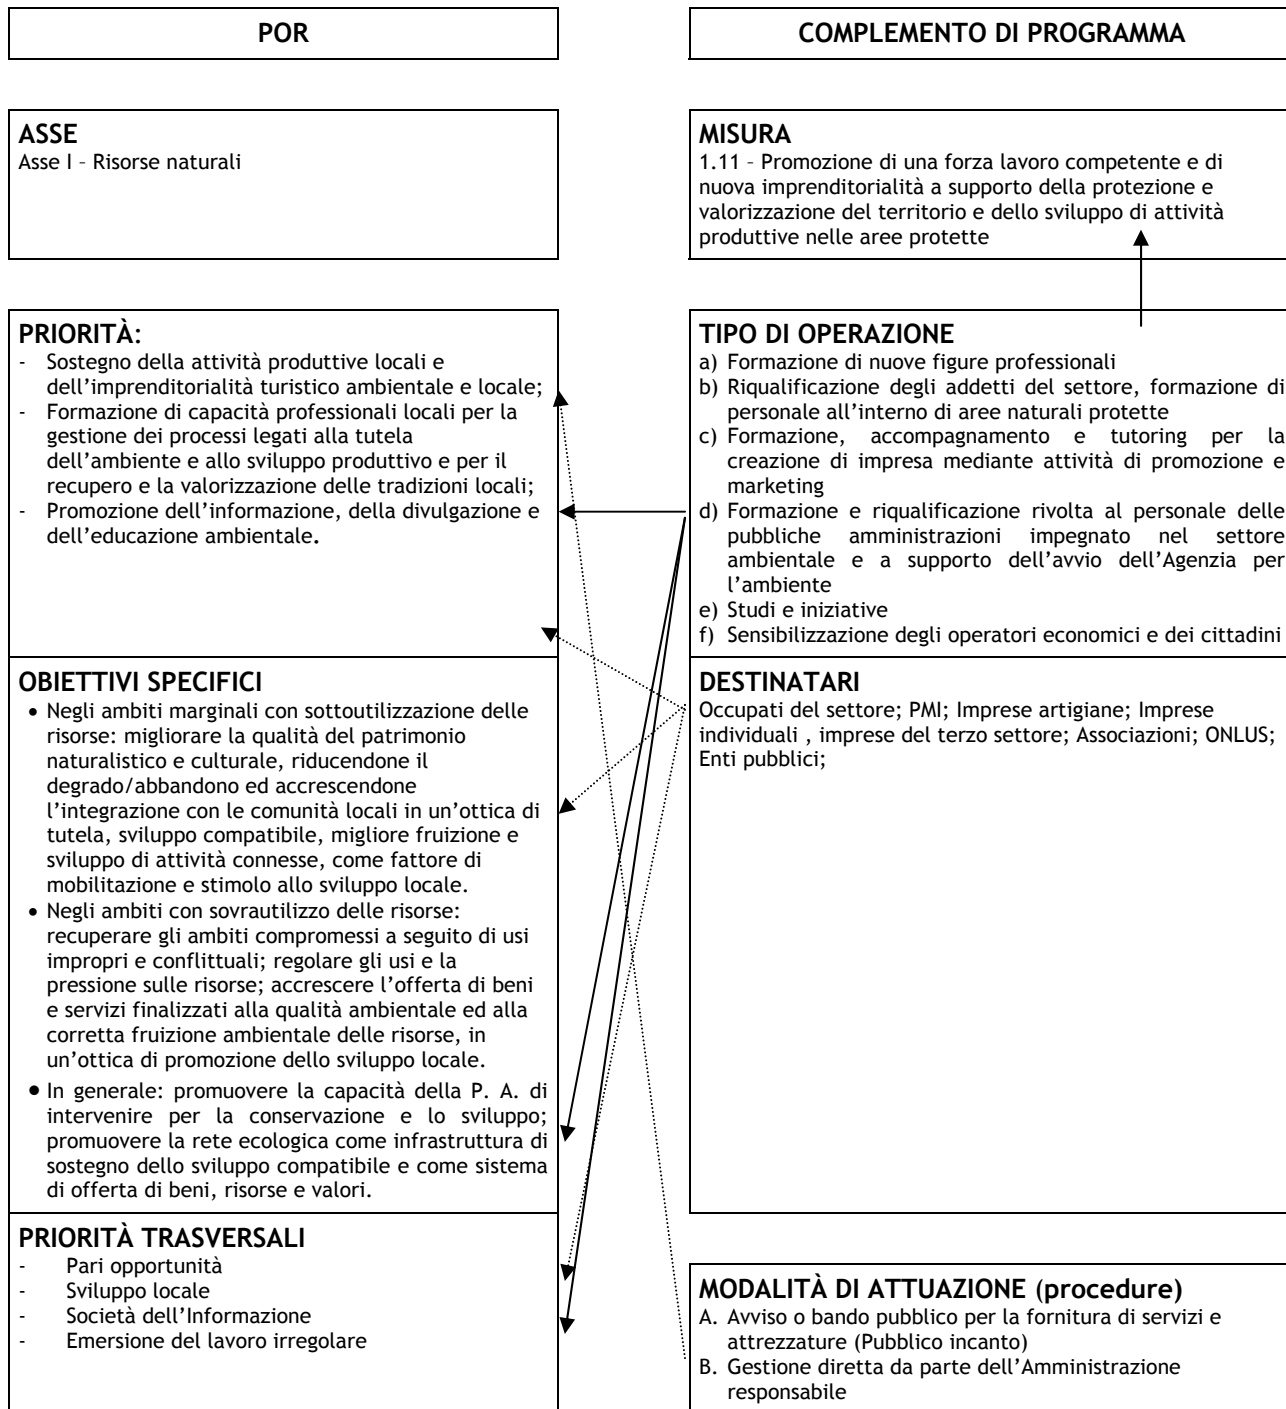 POR
COMPLEMENTO DI PROGRAMMA
ASSE
Asse I – Risorse naturali
MISURA
1.11 – Promozione di una forza lavoro competente e di
nuova imprenditorialità a supporto della protezione e
valorizzazione del territorio e dello sviluppo di attività
produttive nelle aree protette
PRIORITÀ:
- Sostegno della attività produttive locali e
dell'imprenditorialità turistico ambientale e locale;
- Formazione di capacità professionali locali per la
gestione dei processi legati alla tutela
dell'ambiente e allo sviluppo produttivo e per il
recupero e la valorizzazione delle tradizioni locali;
- Promozione dell'informazione, della divulgazione e
dell'educazione ambientale.
TIPO DI OPERAZIONE
a) Formazione di nuove figure professionali
b) Riqualificazione degli addetti del settore, formazione di
personale all'interno di aree naturali protette
c) Formazione, accompagnamento e tutoring per la
creazione di impresa mediante attività di promozione e
marketing
d) Formazione e riqualificazione rivolta al personale delle
pubbliche amministrazioni impegnato nel settore
ambientale e a supporto dell'avvio dell'Agenzia per
l'ambiente
e) Studi e iniziative
f) Sensibilizzazione degli operatori economici e dei cittadini
OBIETTIVI SPECIFICI
• Negli ambiti marginali con sottoutilizzazione delle
risorse: migliorare la qualità del patrimonio
naturalistico e culturale, riducendone il
degrado/abbandono ed accrescendone
l'integrazione con le comunità locali in un'ottica di
tutela, sviluppo compatibile, migliore fruizione e
sviluppo di attività connesse, come fattore di
mobilitazione e stimolo allo sviluppo locale.
• Negli ambiti con sovrautilizzo delle risorse:
recuperare gli ambiti compromessi a seguito di usi
impropri e conflittuali; regolare gli usi e la
pressione sulle risorse; accrescere l'offerta di beni
e servizi finalizzati alla qualità ambientale ed alla
corretta fruizione ambientale delle risorse, in
un'ottica di promozione dello sviluppo locale.
• In generale: promuovere la capacità della P. A. di
intervenire per la conservazione e lo sviluppo;
promuovere la rete ecologica come infrastruttura di
sostegno dello sviluppo compatibile e come sistema
di offerta di beni, risorse e valori.
DESTINATARI
Occupati del settore; PMI; Imprese artigiane; Imprese
individuali , imprese del terzo settore; Associazioni; ONLUS;
Enti pubblici;
PRIORITÀ TRASVERSALI
- Pari opportunità
- Sviluppo locale
- Società dell'Informazione
- Emersione del lavoro irregolare
MODALITÀ DI ATTUAZIONE (procedure)
A. Avviso o bando pubblico per la fornitura di servizi e
attrezzature (Pubblico incanto)
B. Gestione diretta da parte dell'Amministrazione
responsabile